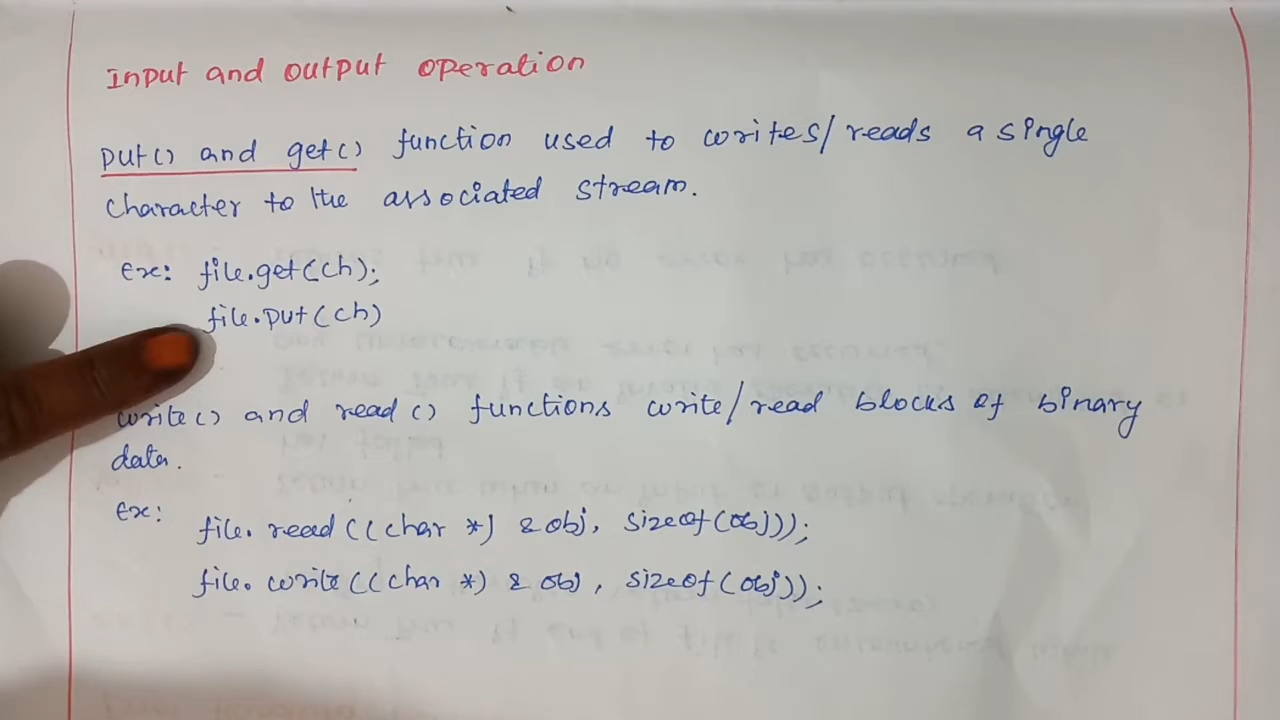 Input and output operation
put() and get() function used to writes/reads a single
character to the associated stream.
Ex: file.get(ch);
file.put(ch)
write() and read() functions write/read blocks of binary
data.
Ex:
file. read ((char *) & obj, sizeof(obj));
file. write((char *) & obj, sizeof(obj));